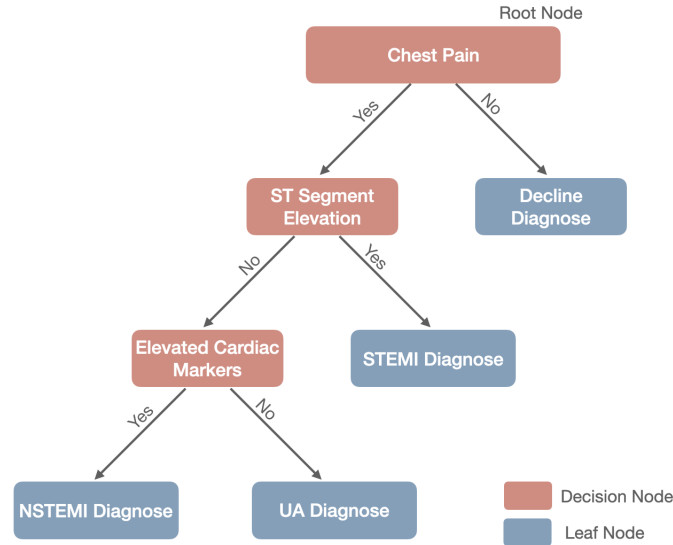 Root Node
Chest Pain
Yes
No
ST Segment
Elevation
Decline
Diagnose
No
Yes
Elevated Cardiac
Markers
STEMI Diagnose
Yes
No
NSTEMI Diagnose
UA Diagnose
Decision Node
Leaf Node